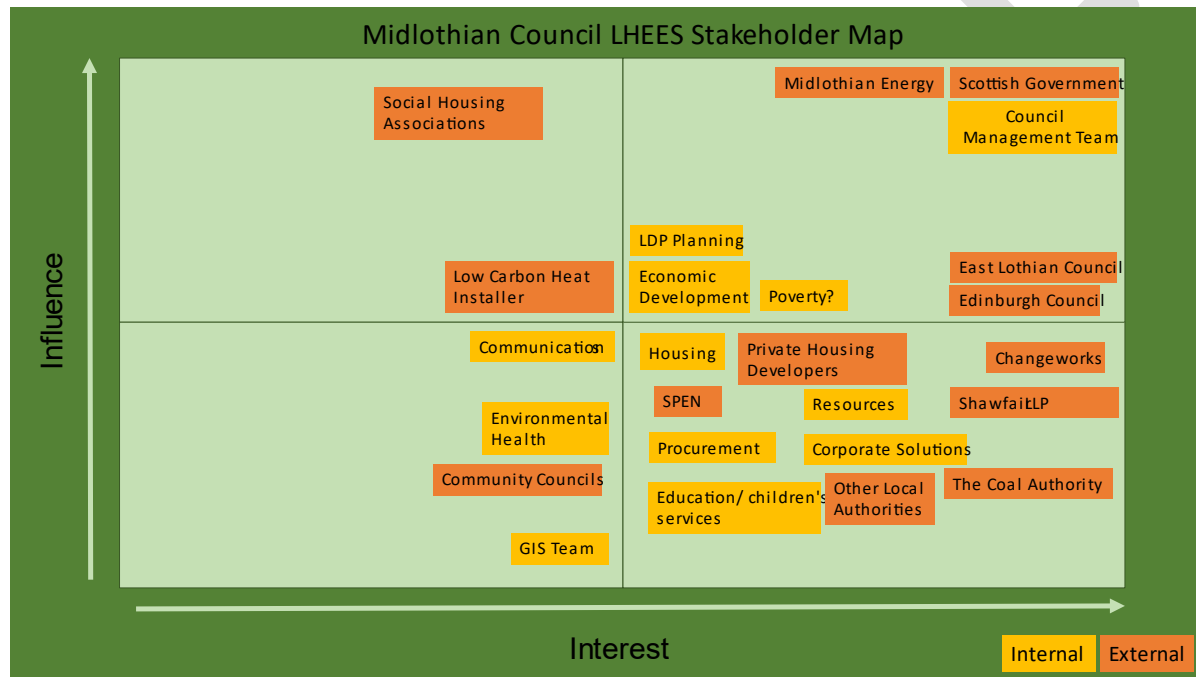 Midlothian Council LHEES Stakeholder Map
Midlothian Energy
Scottish Government
Social Housing
Associations
Council
Management Team
LDP Planning
Low Carbon Heat
Installer
Economic
Development
Poverty?
East Lothian Council
Edinburgh Council
Influence
Communications
Housing
Private Housing
Developers
Changeworks
SPEN
Resources
Shawfair LLP
Environmental
Health
Procurement
Corporate Solutions
Community Councils
Education/ children's
services
Other Local
Authorities
The Coal Authority
GIS Team
Interest
Internal
External